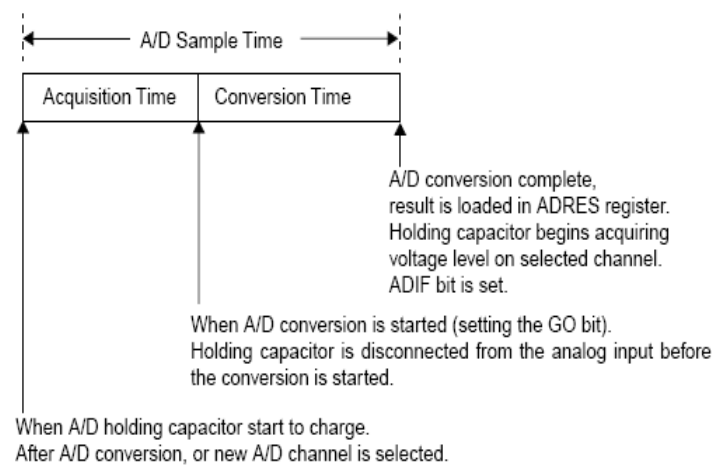 A/D Sample Time
Acquisition Time
Conversion Time
A/D conversion complete,
result is loaded in ADRES register.
Holding capacitor begins acquiring
voltage level on selected channel.
ADIF bit is set.
When A/D conversion is started (setting the GO bit).
Holding capacitor is disconnected from the analog input before
the conversion is started.
When A/D holding capacitor start to charge.
After A/D conversion, or new A/D channel is selected.